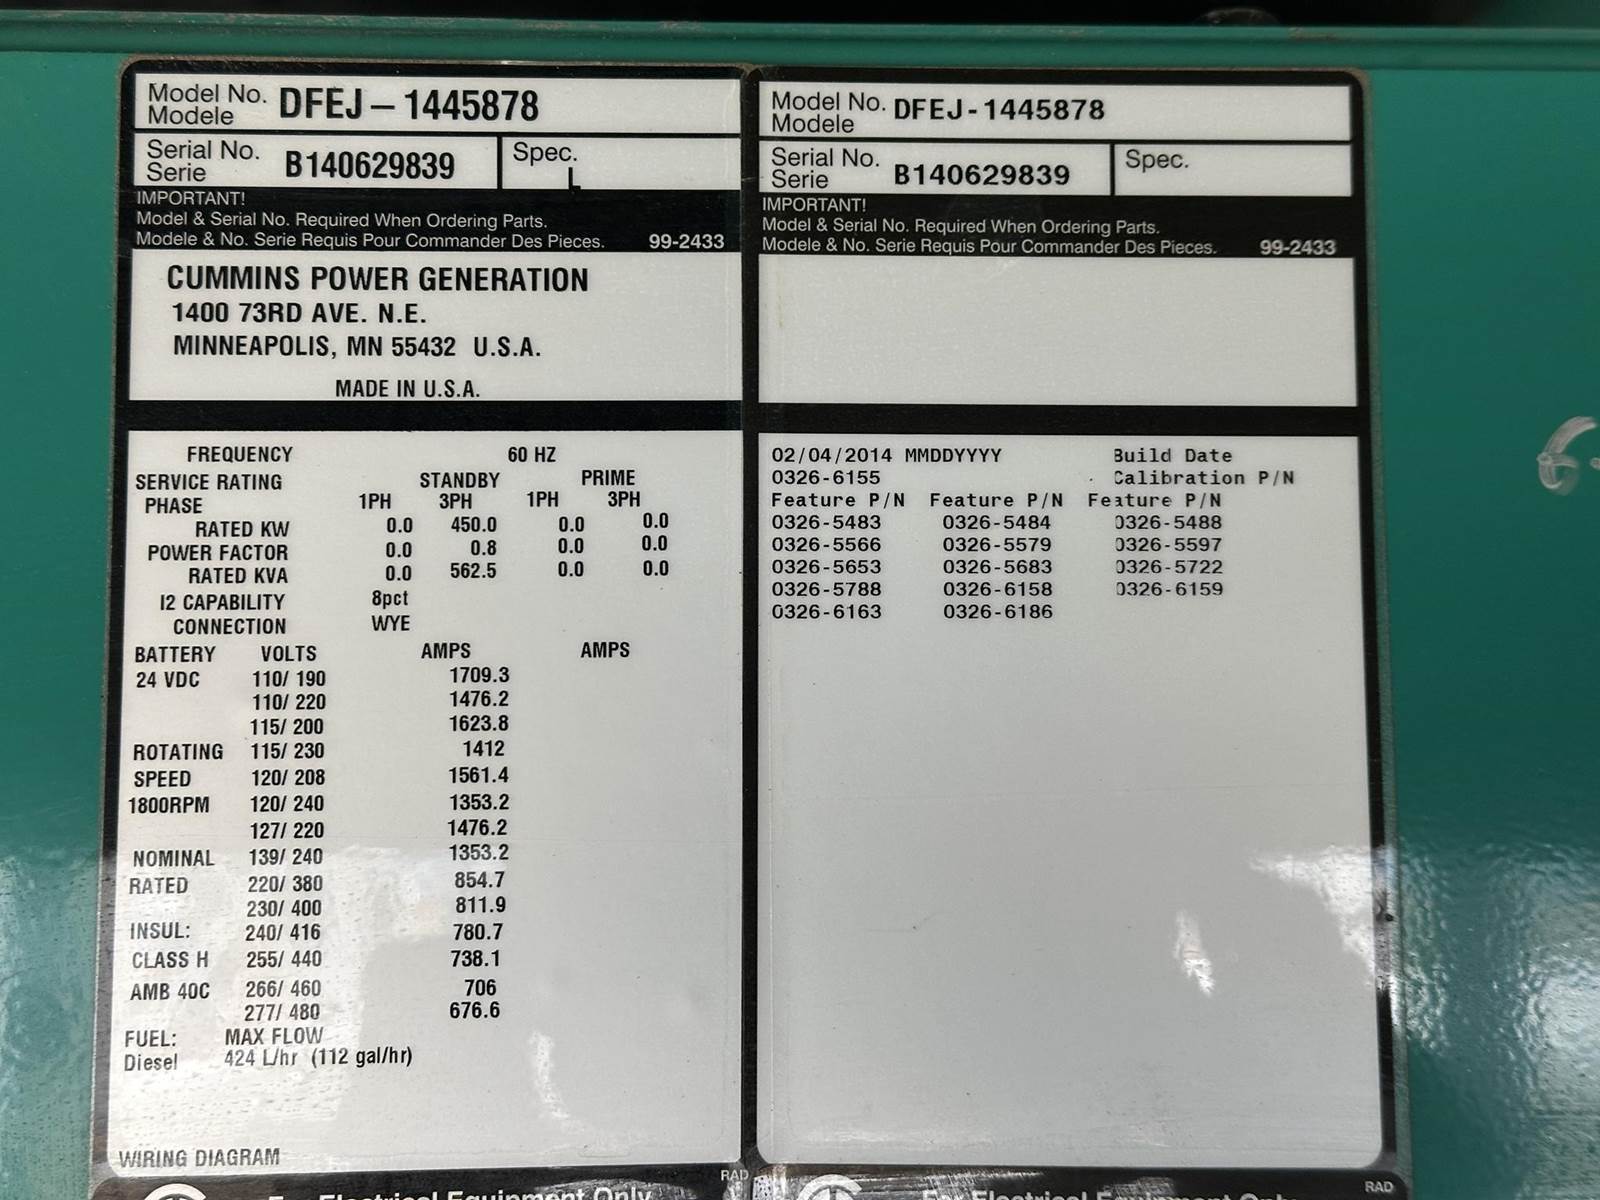 Model No. DFEJ-1445878
Modele
Serial No. B140629839 Spec.
Serie L
IMPORTANT!
Model & Serial No. Required When Ordering Parts.
Modele & No. Serie Requis Pour Commander Des Pieces. 99-2433
CUMMINS POWER GENERATION
1400 73RD AVE. N.E.
MINNEAPOLIS, MN 55432 U.S.A.
MADE IN U.S.A.
FREQUENCY 60 HZ
SERVICE RATING STANDBY PRIME
PHASE 1PH 3PH 1PH 3PH
RATED KW 0.0 450.0 0.0 0.0
POWER FACTOR 0.0 0.8 0.0 0.0
RATED KVA 0.0 562.5 0.0 0.0
I2 CAPABILITY 8pct
CONNECTION WYE
BATTERY VOLTS AMPS AMPS
24 VDC 110/ 190 1709.3
110/ 220 1476.2
115/ 200 1623.8
ROTATING 115/ 230 1412
SPEED 120/ 208 1561.4
1800RPM 120/ 240 1353.2
127/ 220 1476.2
NOMINAL 139/ 240 1353.2
RATED 220/ 380 854.7
230/ 400 811.9
INSUL: 240/ 416 780.7
CLASS H 255/ 440 738.1
AMB 40C 266/ 460 706
277/ 480 676.6
FUEL: MAX FLOW
Diesel 424 L/hr (112 gal/hr)
WIRING DIAGRAM
RAD
For Electrical Equipment Only
Model No. DFEJ-1445878
Modele
Serial No. B140629839 Spec.
Serie
IMPORTANT!
Model & Serial No. Required When Ordering Parts.
Modele & No. Serie Requis Pour Commander Des Pieces. 99-2433
02/04/2014 MMDDYYYY Build Date
0326-6155 Calibration P/N
Feature P/N Feature P/N Feature P/N
0326-5483 0326-5484 0326-5488
0326-5566 0326-5579 0326-5597
0326-5653 0326-5683 0326-5722
0326-5788 0326-6158 0326-6159
0326-6163 0326-6186
RAD
For Electrical Equipment Only